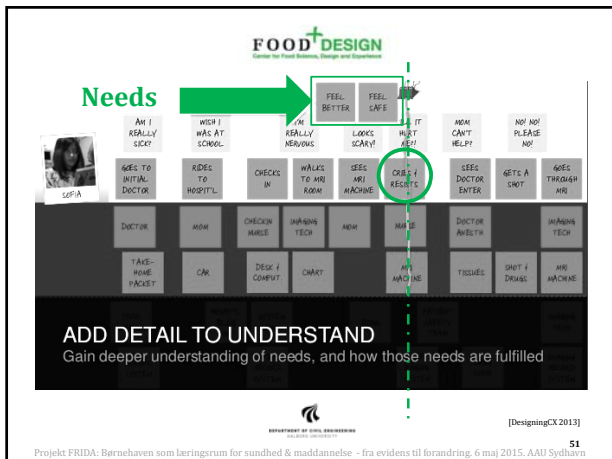 FOOD+DESIGN
Center for Food Science, Design and Experience
Needs
FEEL BETTER
FEEL SAFE
AM I REALLY SICK?
WISH I WAS AT SCHOOL
I'M REALLY NERVOUS
LOOKS SCARY!
IT HURT ME?!
MOM CAN'T HELP?
NO! NO! PLEASE NO!
SOFIA
GOES TO INITIAL DOCTOR
RIDES TO HOSPIT'L
CHECKS IN
WALKS TO MRI ROOM
SEES MRI MACHINE
CRIES & RESISTS
SEES DOCTOR ENTER
GETS A SHOT
GOES THROUGH MRI
DOCTOR
MOM
CHECKIN NURSE
IMAGING TECH
MOM
NURSE
DOCTOR ANESTH
IMAGING TECH
TAKE-HOME PACKET
CAR
DESK & COMPUT
CHART
MRI MACHINE
TISSUES
SHOT & DRUGS
MRI MACHINE
ADD DETAIL TO UNDERSTAND
Gain deeper understanding of needs, and how those needs are fulfilled
DEPARTMENT OF CIVIL ENGINEERING
AALBORG UNIVERSITY
[DesigningCX 2013]
51
Projekt FRIDA: Børnehaven som læringsrum for sundhed & maddannelse - fra evidens til forandring. 6 maj 2015. AAU Sydhavn